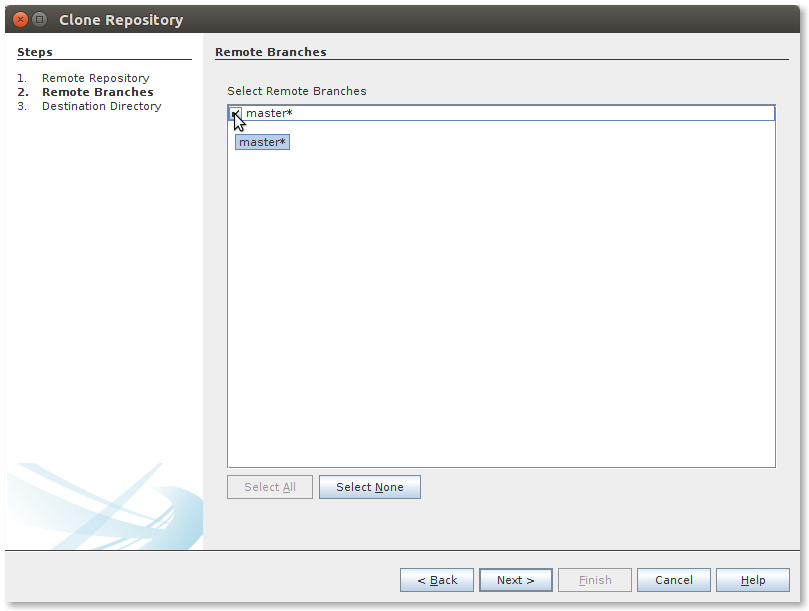 Clone Repository
Steps
1. Remote Repository
2. Remote Branches
3. Destination Directory
Remote Branches
Select Remote Branches
master*
master*
Select All
Select None
< Back
Next >
Finish
Cancel
Help